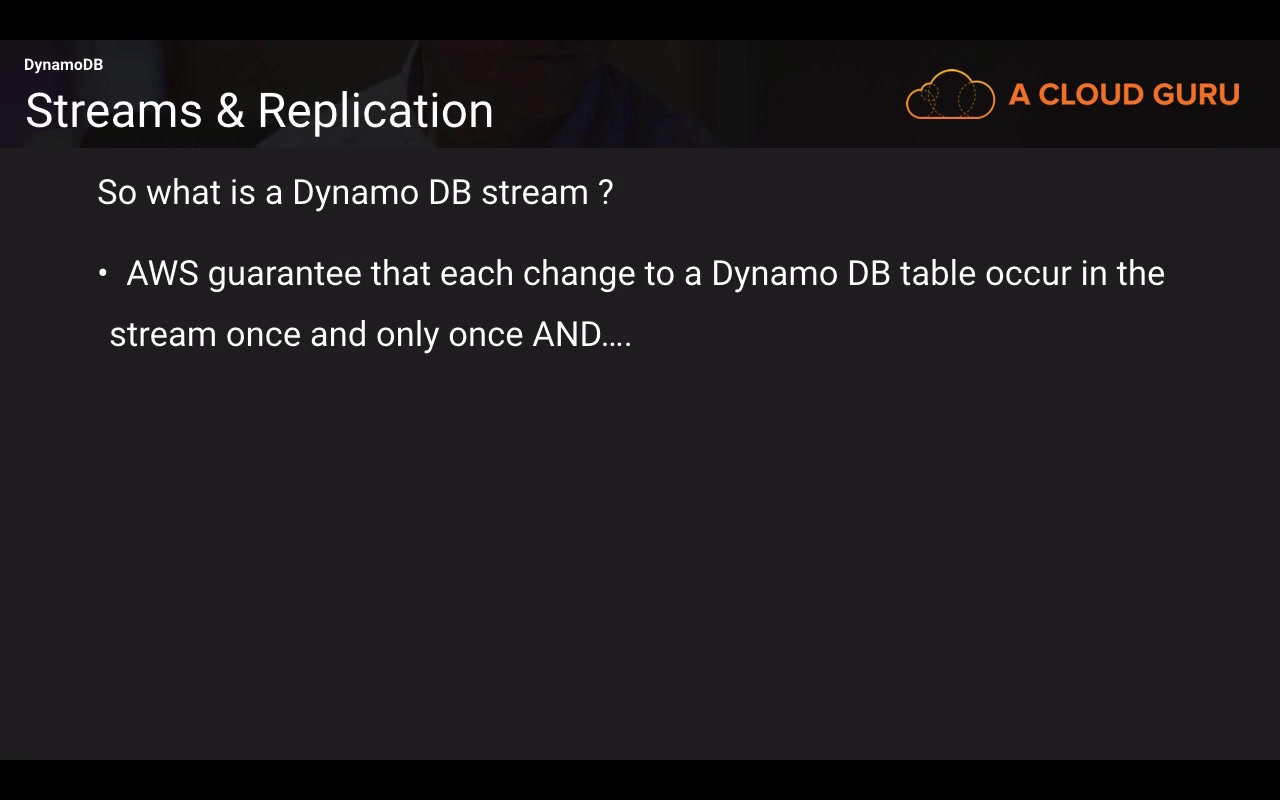 DynamoDB
Streams & Replication
A CLOUD GURU
So what is a Dynamo DB stream ?
• AWS guarantee that each change to a Dynamo DB table occur in the
stream once and only once AND....